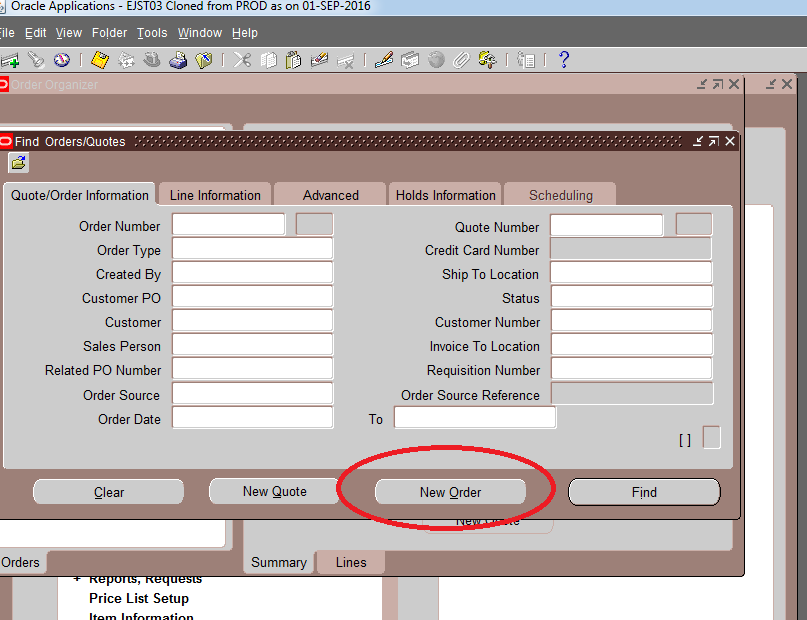 Oracle Applications - EJST03 Cloned from PROD as on 01-SEP-2016
ile Edit View Folder Tools Window Help
Order Organizer
Find Orders/Quotes
Quote/Order Information Line Information Advanced Holds Information Scheduling
Order Number Quote Number
Order Type Credit Card Number
Created By Ship To Location
Customer PO Status
Customer Customer Number
Sales Person Invoice To Location
Related PO Number Requisition Number
Order Source Order Source Reference
Order Date To
[ ]
Clear New Quote New Order Find
New Quote
Orders Summary Lines
+ Reports, Requests
Price List Setup
Item Information